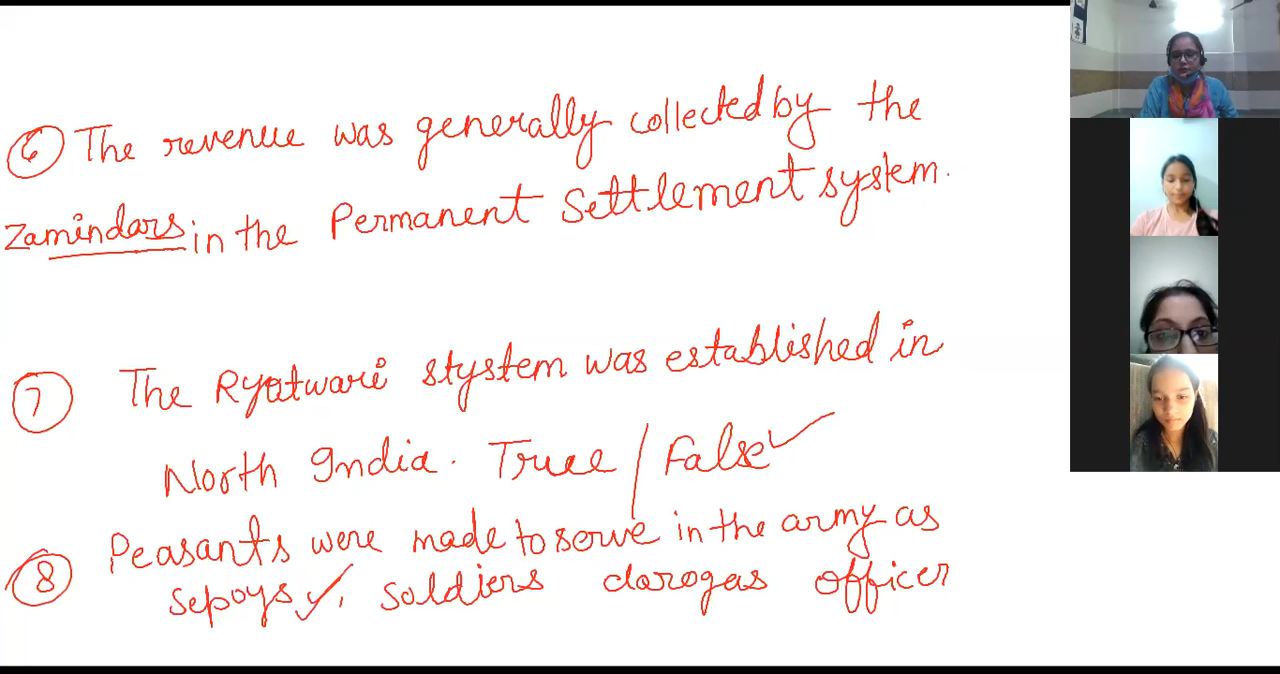 ⑥ The revenue was generally collected by the
Zamindars in the Permanent Settlement system.
⑦ The Ryatwari stystem was established in
North India. True / False ✓
⑧ Peasants were made to serve in the army as
sepoys ✓, soldiers darogas officer